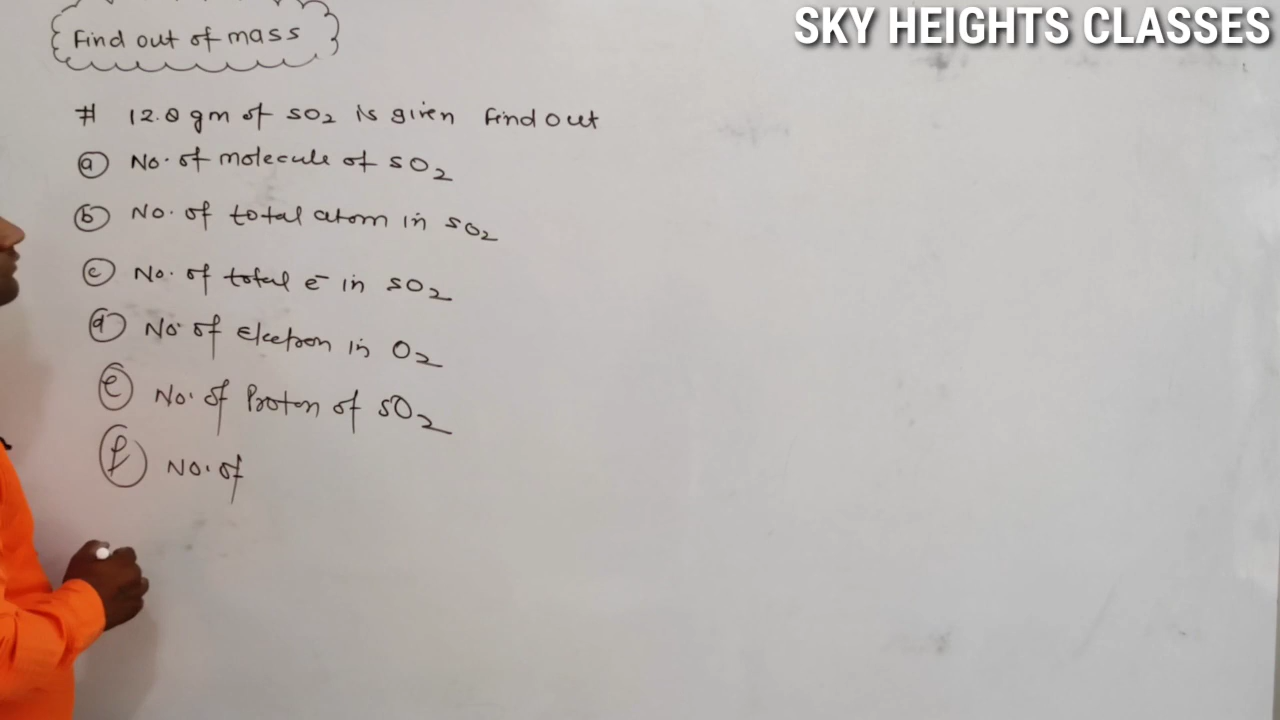 SKY HEIGHTS CLASSES
Find out of mass
# 12.8 gm of SO2 is given Find out
(a) No. of molecule of SO2
(b) No. of total atom in SO2
(c) No. of total e- in SO2
(d) No. of Electron in O2
(e) No. of Proton of SO2
(f) No. of